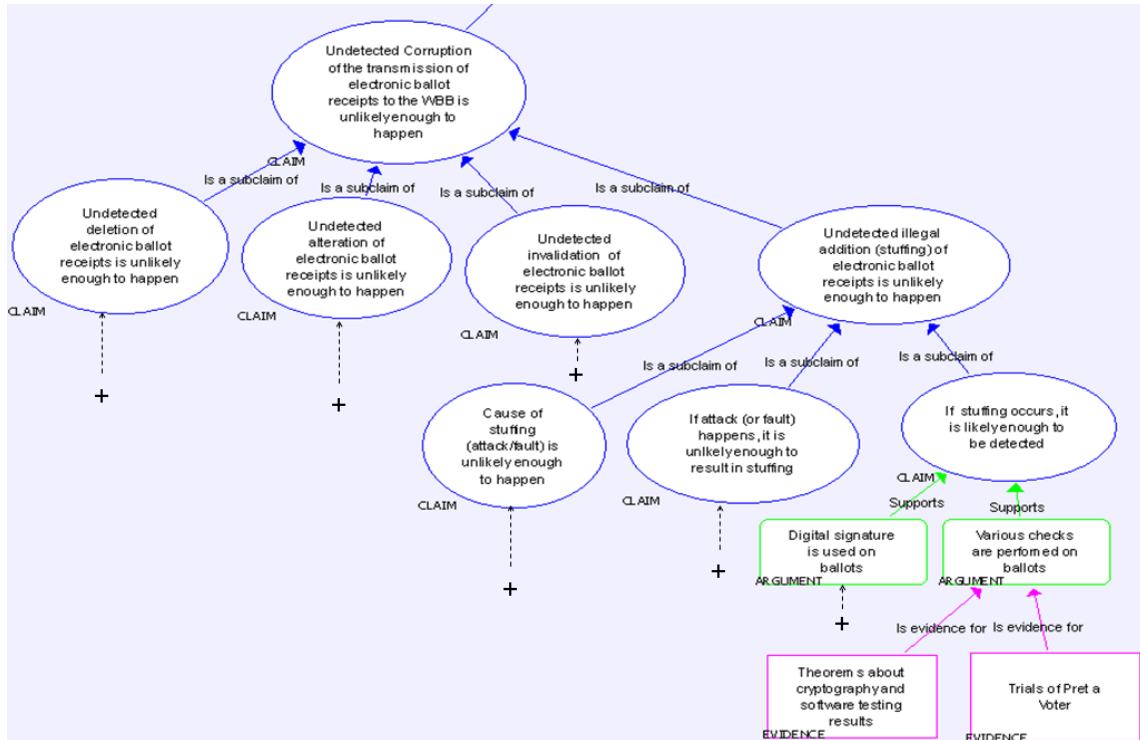 Undetected Corruption
of the transmission of
electronic ballot
receipts to the WBB is
unlikely enough to
happen
CLAIM
Is a subclaim of
Is a subclaim of
Is a subclaim of
Is a subclaim of
Undetected
deletion of
electronic ballot
receipts is unlikely
enough to happen
CLAIM
Undetected
alteration of
electronic ballot
receipts is unlikely
enough to happen
CLAIM
Undetected
invalidation of
electronic ballot
receipts is unlikely
enough to happen
CLAIM
Undetected illegal
addition (stuffing) of
electronic ballot
receipts is unlikely
enough to happen
CLAIM
Is a subclaim of
Is a subclaim of
Is a subclaim of
+
+
+
Cause of
stuffing
(attack/fault) is
unlikely enough
to happen
CLAIM
If attack (or fault)
happens, it is
unlikely enough to
result in stuffing
CLAIM
If stuffing occurs, it
is likely enough to
be detected
CLAIM
Supports
Supports
Digital signature
is used on
ballots
ARGUMENT
Various checks
are perfomed on
ballots
ARGUMENT
+
+
+
Is evidence for
Is evidence for
Theorems about
cryptography and
software testing
results
EVIDENCE
Trials of Pret a
Voter
EVIDENCE